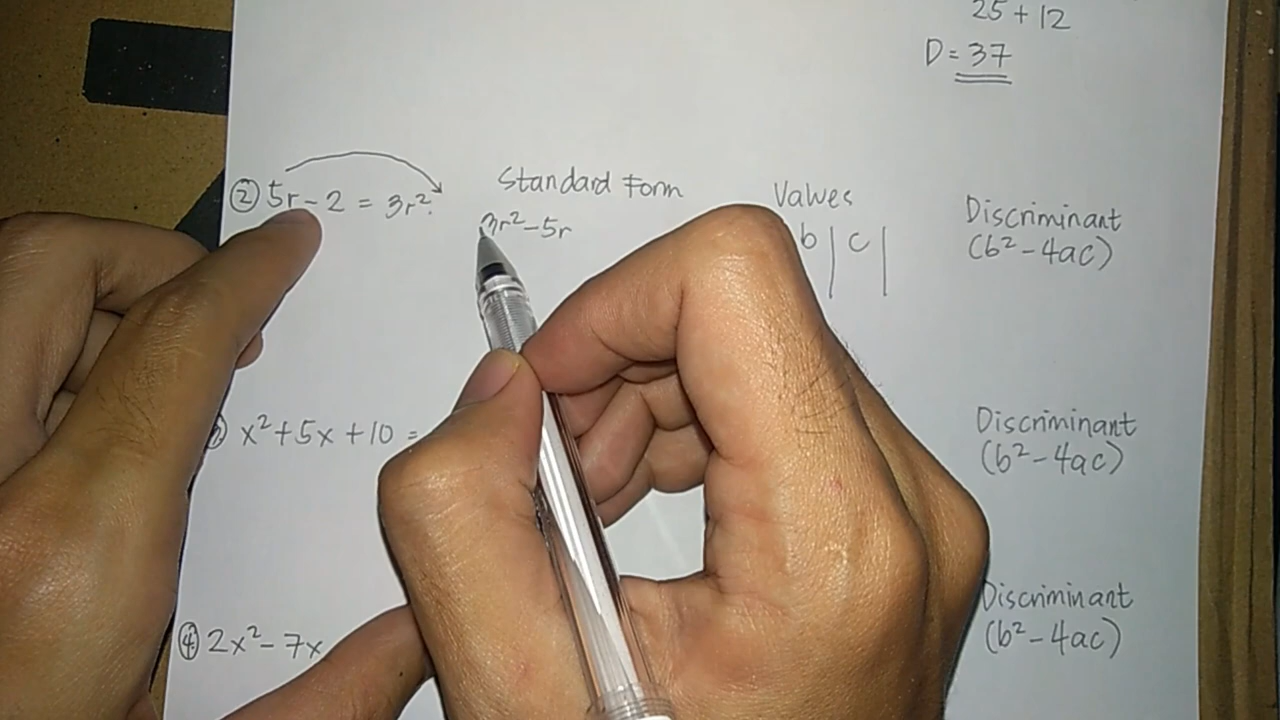 25 + 12
D = 37
② 5r - 2 = 3r².
Standard Form
3r² - 5r
Values
b | c |
Discriminant
(b² - 4ac)
x² + 5x + 10 =
Discriminant
(b² - 4ac)
④ 2x² - 7x
Discriminant
(b² - 4ac)